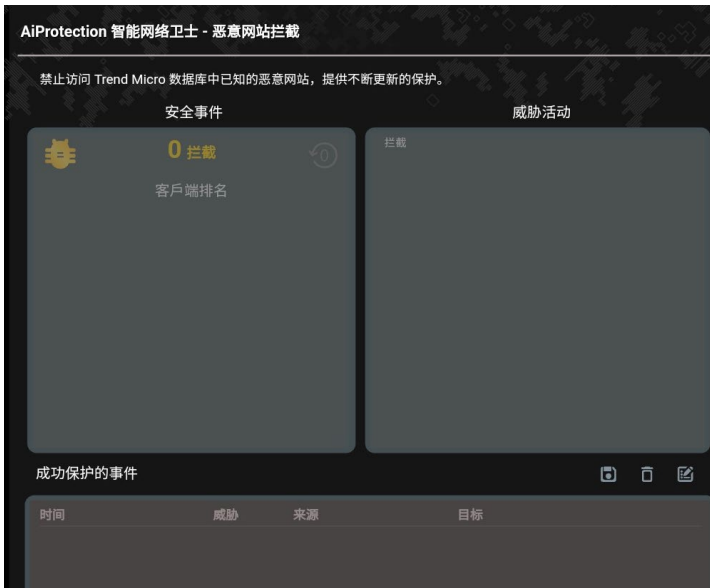 AiProtection 智能网络卫士 - 恶意网站拦截
禁止访问 Trend Micro 数据库中已知的恶意网站，提供不断更新的保护。
安全事件
威胁活动
0 拦截
0
客戶端排名
拦截
成功保护的事件
时间 威胁 来源 目标